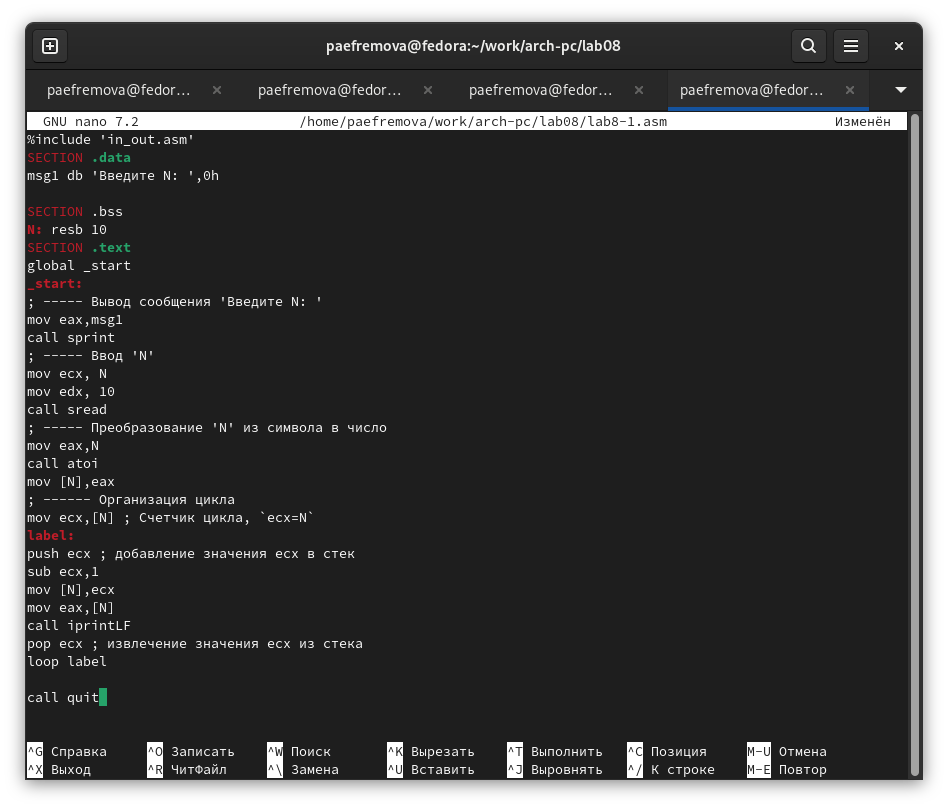 paefremova@fedora:~/work/arch-pc/lab08
paefremova@fedor... paefremova@fedor... paefremova@fedor... paefremova@fedor...
GNU nano 7.2 /home/paefremova/work/arch-pc/lab08/lab8-1.asm Изменён
%include 'in_out.asm'
SECTION .data
msg1 db 'Введите N: ',0h
SECTION .bss
N: resb 10
SECTION .text
global _start
_start:
; ----- Вывод сообщения 'Введите N: '
mov eax,msg1
call sprint
; ----- Ввод 'N'
mov ecx, N
mov edx, 10
call sread
; ----- Преобразование 'N' из символа в число
mov eax,N
call atoi
mov [N],eax
; ------ Организация цикла
mov ecx,[N] ; Счетчик цикла, `ecx=N`
label:
push ecx ; добавление значения ecx в стек
sub ecx,1
mov [N],ecx
mov eax,[N]
call iprintLF
pop ecx ; извлечение значения ecx из стека
loop label
call quit
^G Справка ^O Записать ^W Поиск ^K Вырезать ^T Выполнить ^C Позиция M-U Отмена
^X Выход ^R ЧитФайл ^\ Замена ^U Вставить ^J Выровнять ^/ К строке M-E Повтор